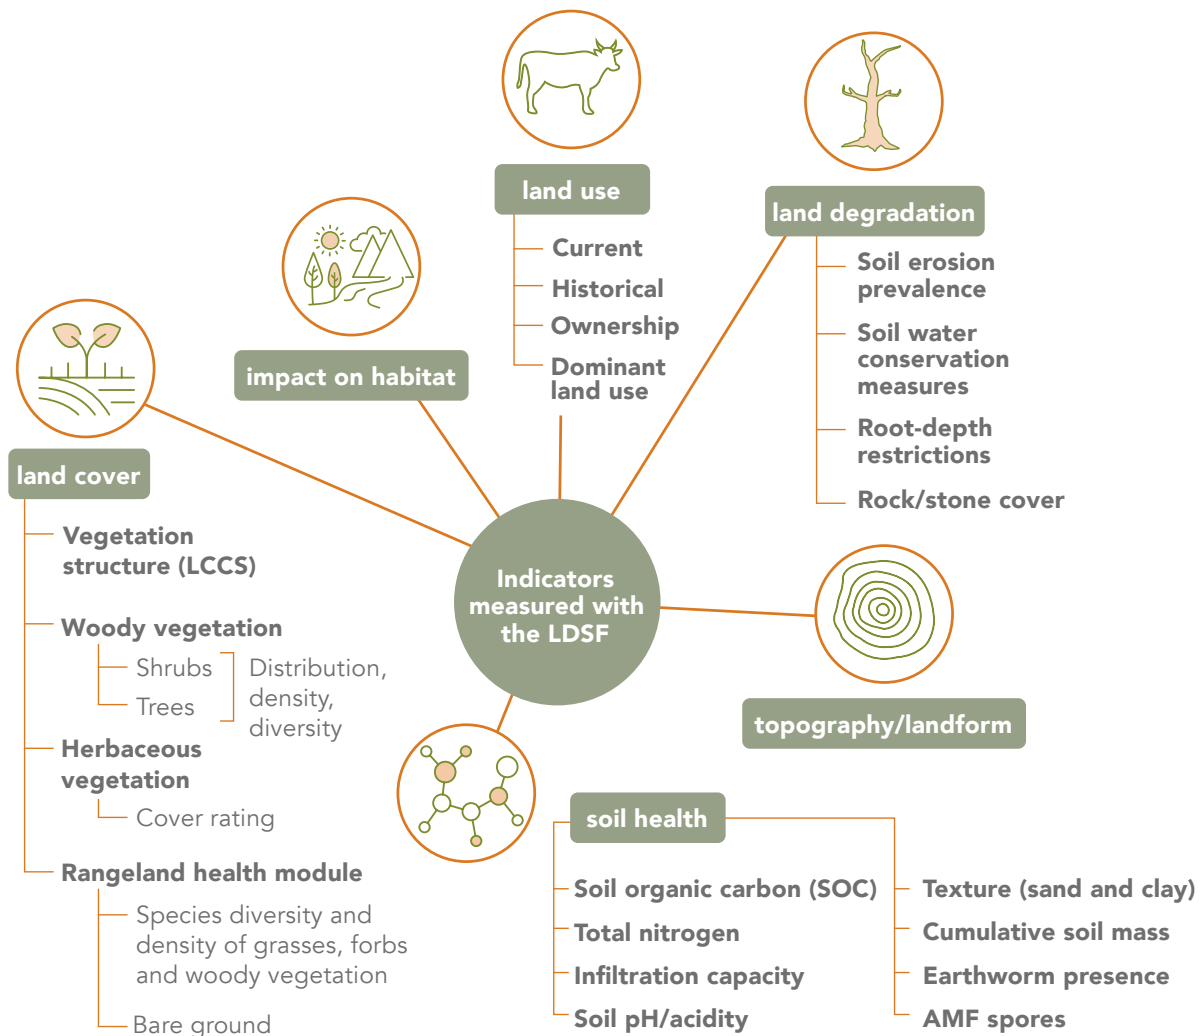 land use
Current
Historical
Ownership
Dominant
land use
land degradation
Soil erosion
prevalence
Soil water
conservation
measures
Root-depth
restrictions
Rock/stone cover
impact on habitat
land cover
Vegetation
structure (LCCS)
Woody vegetation
Shrubs
Trees
Distribution,
density,
diversity
Herbaceous
vegetation
Cover rating
Rangeland health module
Species diversity and
density of grasses, forbs
and woody vegetation
Bare ground
Indicators
measured with
the LDSF
topography/landform
soil health
Soil organic carbon (SOC)
Total nitrogen
Infiltration capacity
Soil pH/acidity
Texture (sand and clay)
Cumulative soil mass
Earthworm presence
AMF spores